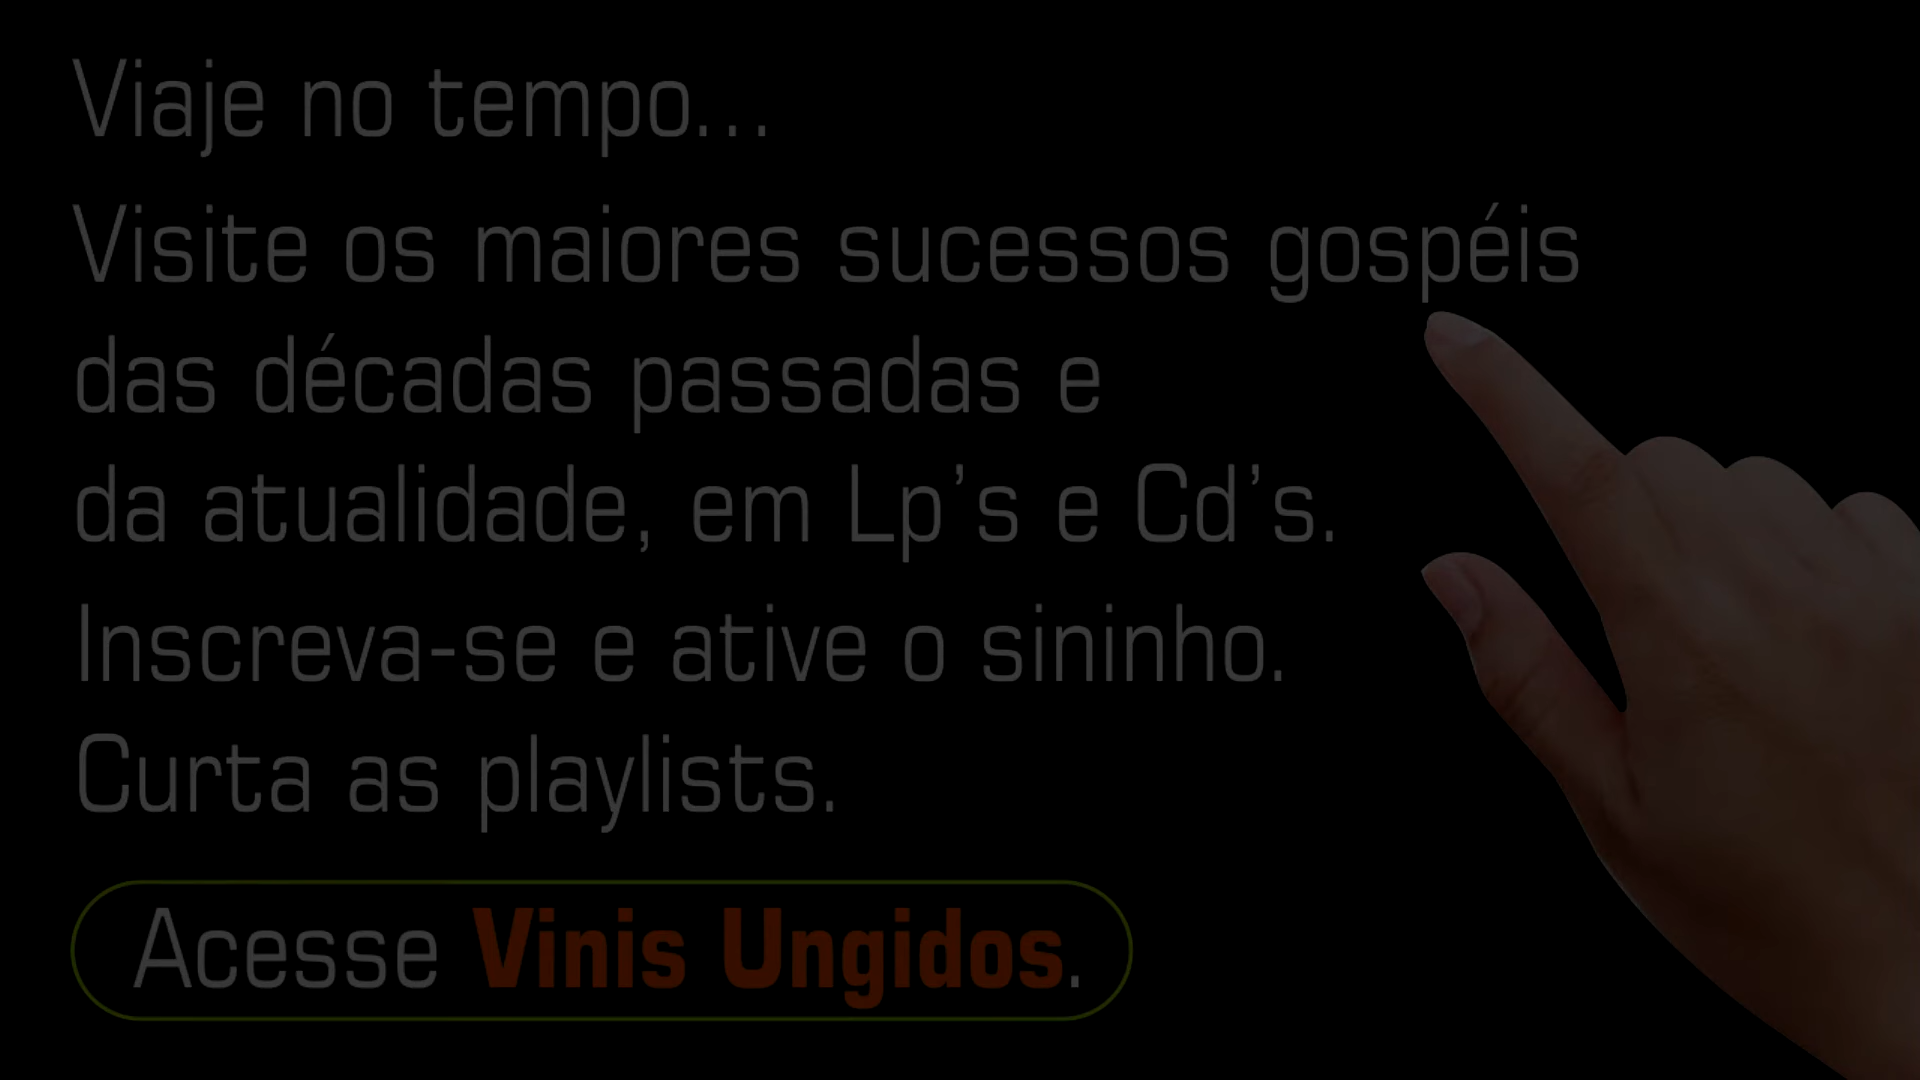 Viaje no tempo...
Visite os maiores sucessos gospéis
das décadas passadas e
da atualidade, em Lp’s e Cd’s.
Inscreva-se e ative o sininho.
Curta as playlists.
Acesse Vinis Ungidos.